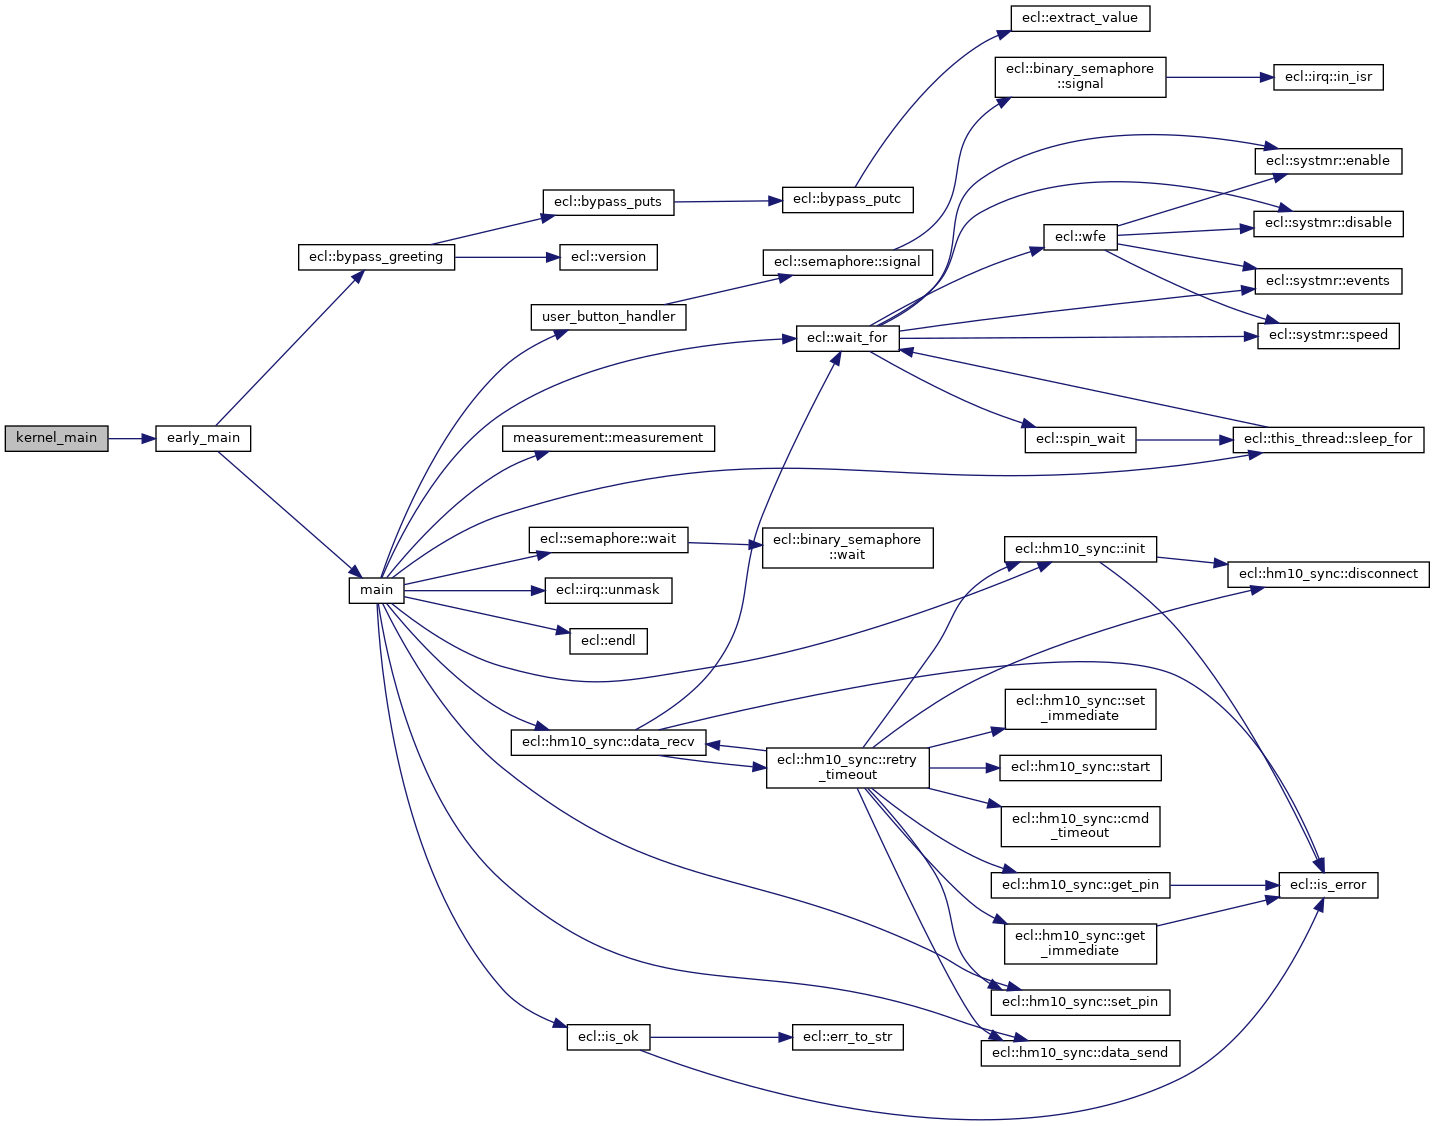 ecl::extract_value
ecl::binary_semaphore
::signal
ecl::irq::in_isr
ecl::systmr::enable
ecl::bypass_puts
ecl::bypass_putc
ecl::systmr::disable
ecl::wfe
ecl::bypass_greeting
ecl::version
ecl::semaphore::signal
ecl::systmr::events
user_button_handler
ecl::wait_for
ecl::systmr::speed
kernel_main
early_main
measurement::measurement
ecl::spin_wait
ecl::this_thread::sleep_for
ecl::semaphore::wait
ecl::binary_semaphore
::wait
ecl::hm10_sync::init
ecl::hm10_sync::disconnect
main
ecl::irq::unmask
ecl::endl
ecl::hm10_sync::set
_immediate
ecl::hm10_sync::data_recv
ecl::hm10_sync::retry
_timeout
ecl::hm10_sync::start
ecl::hm10_sync::cmd
_timeout
ecl::hm10_sync::get_pin
ecl::is_error
ecl::hm10_sync::get
_immediate
ecl::hm10_sync::set_pin
ecl::is_ok
ecl::err_to_str
ecl::hm10_sync::data_send